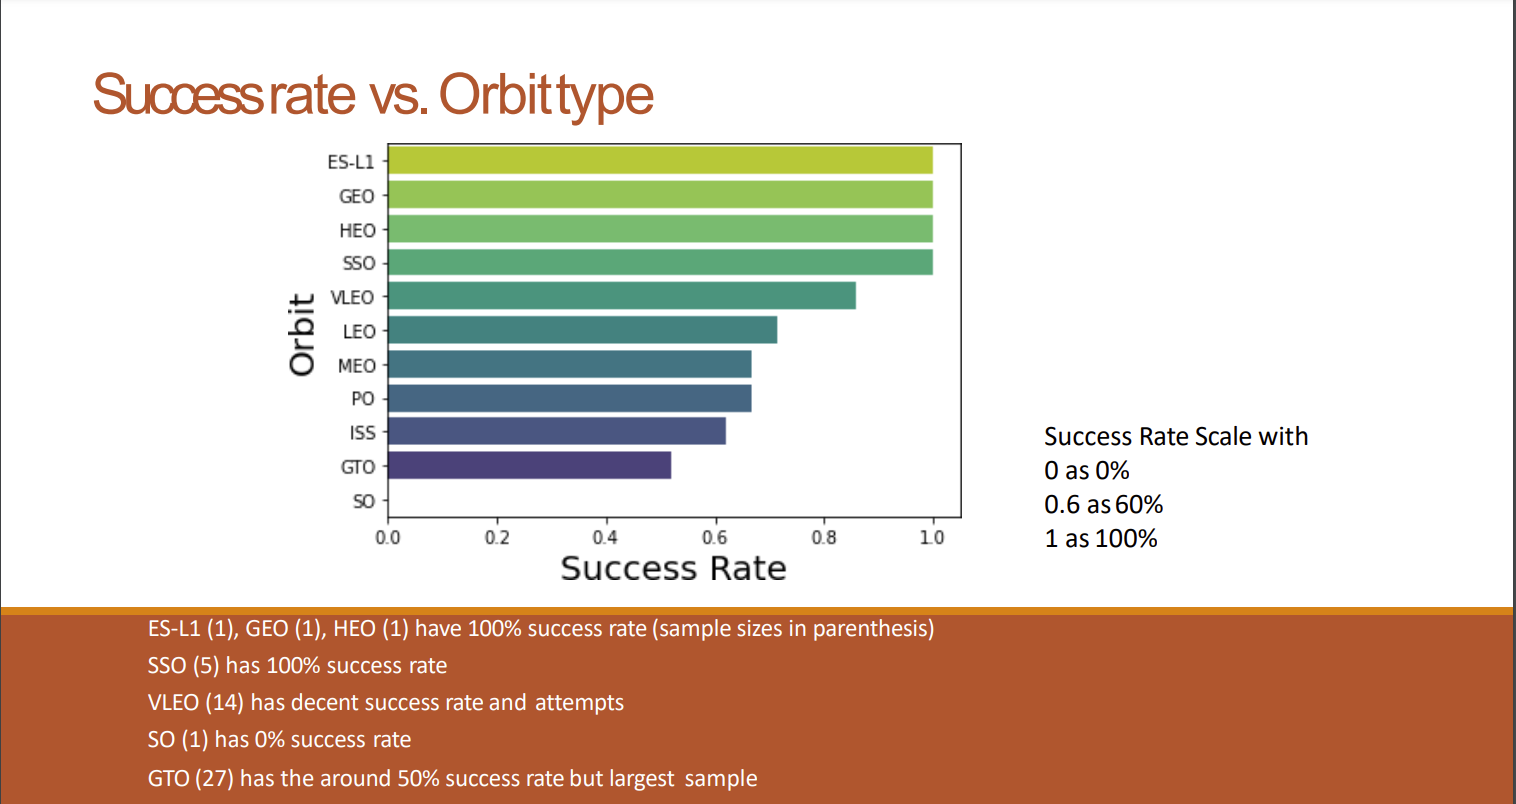 Success rate vs. Orbit type
ES-L1
GEO
HEO
SSO
VLEO
LEO
MEO
PO
ISS
GTO
SO
Orbit
0.0 0.2 0.4 0.6 0.8 1.0
Success Rate
Success Rate Scale with
0 as 0%
0.6 as 60%
1 as 100%
ES-L1 (1), GEO (1), HEO (1) have 100% success rate (sample sizes in parenthesis)
SSO (5) has 100% success rate
VLEO (14) has decent success rate and attempts
SO (1) has 0% success rate
GTO (27) has the around 50% success rate but largest sample